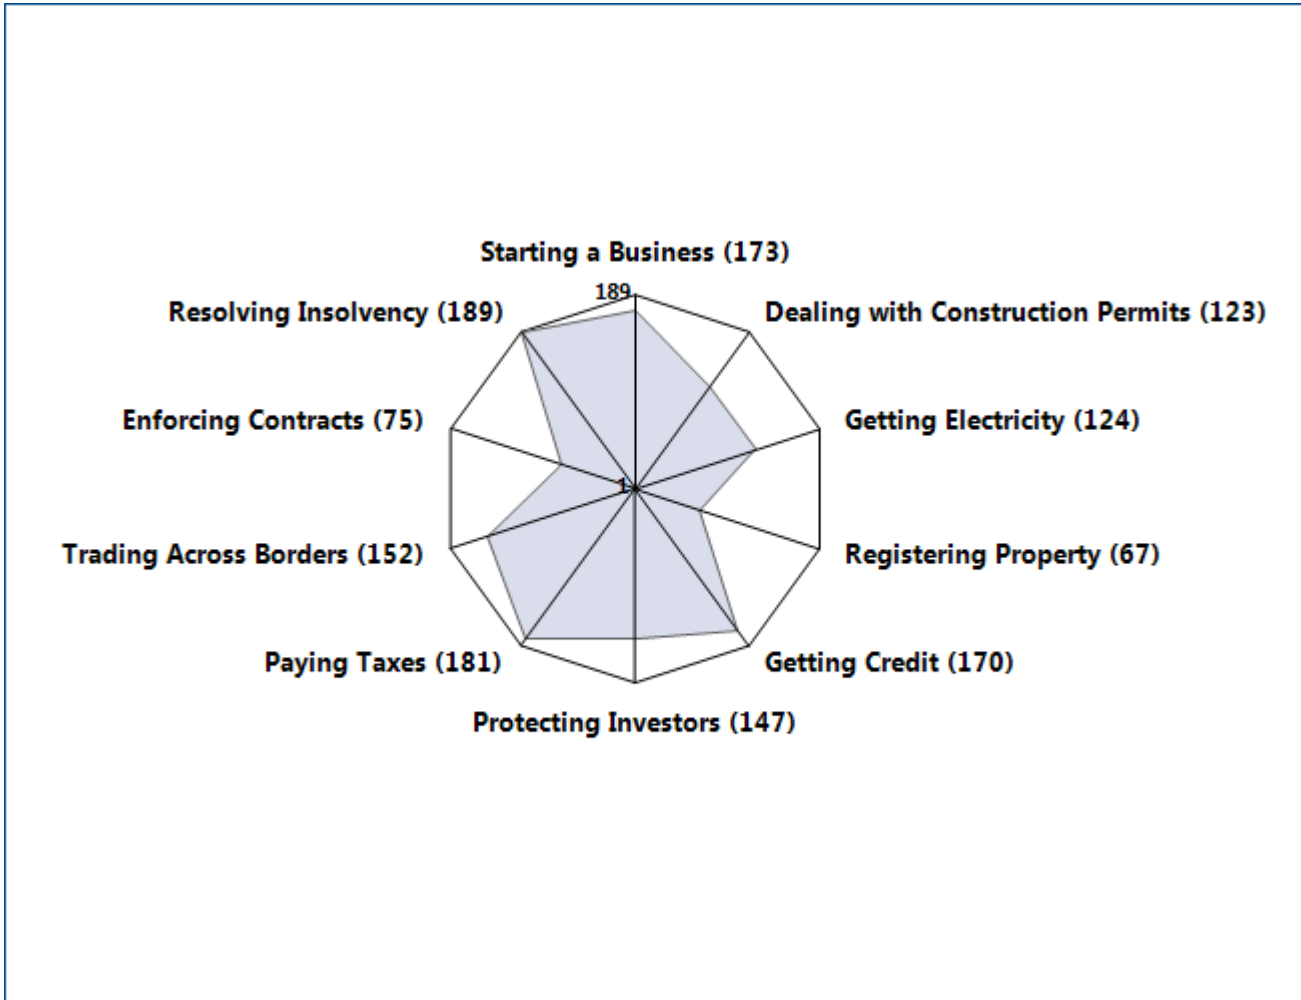 Starting a Business (173)
189
Resolving Insolvency (189)
Dealing with Construction Permits (123)
Enforcing Contracts (75)
Getting Electricity (124)
1
Trading Across Borders (152)
Registering Property (67)
Paying Taxes (181)
Getting Credit (170)
Protecting Investors (147)